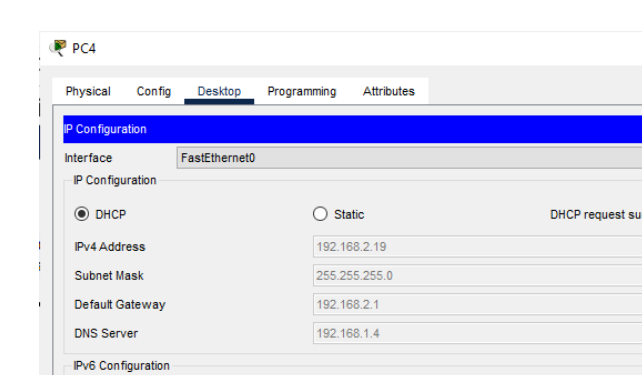 PC4
Physical Config Desktop Programming Attributes
IP Configuration
Interface FastEthernet0
IP Configuration
DHCP Static DHCP request su
IPv4 Address 192.168.2.19
Subnet Mask 255.255.255.0
Default Gateway 192.168.2.1
DNS Server 192.168.1.4
IPv6 Configuration